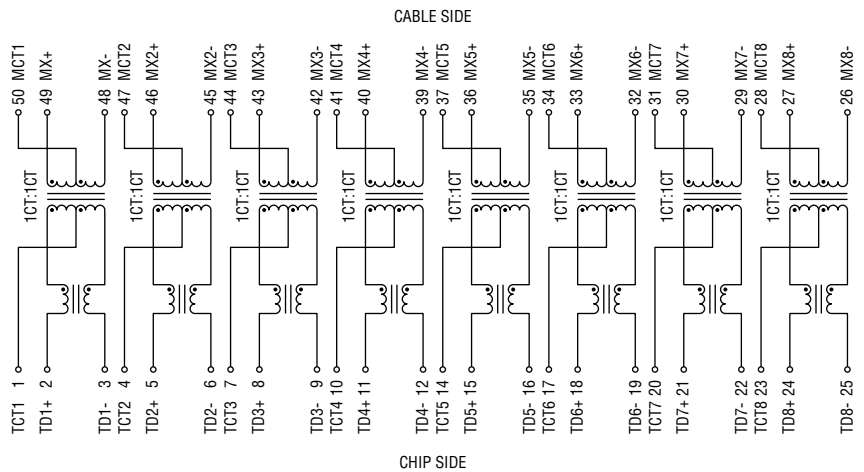 CABLE SIDE
50 MCT1
49 MX+
48 MX-
47 MCT2
46 MX2+
45 MX2-
44 MCT3
43 MX3+
42 MX3-
41 MCT4
40 MX4+
39 MX4-
37 MCT5
36 MX5+
35 MX5-
34 MCT6
33 MX6+
32 MX6-
31 MCT7
30 MX7+
29 MX7-
28 MCT8
27 MX8+
26 MX8-
1CT:1CT
1CT:1CT
1CT:1CT
1CT:1CT
1CT:1CT
1CT:1CT
1CT:1CT
1CT:1CT
TCT1 1
TD1+ 2
TD1- 3
TCT2 4
TD2+ 5
TD2- 6
TCT3 7
TD3+ 8
TD3- 9
TCT4 10
TD4+ 11
TD4- 12
TCT5 14
TD5+ 15
TD5- 16
TCT6 17
TD6+ 18
TD6- 19
TCT7 20
TD7+ 21
TD7- 22
TCT8 23
TD8+ 24
TD8- 25
CHIP SIDE